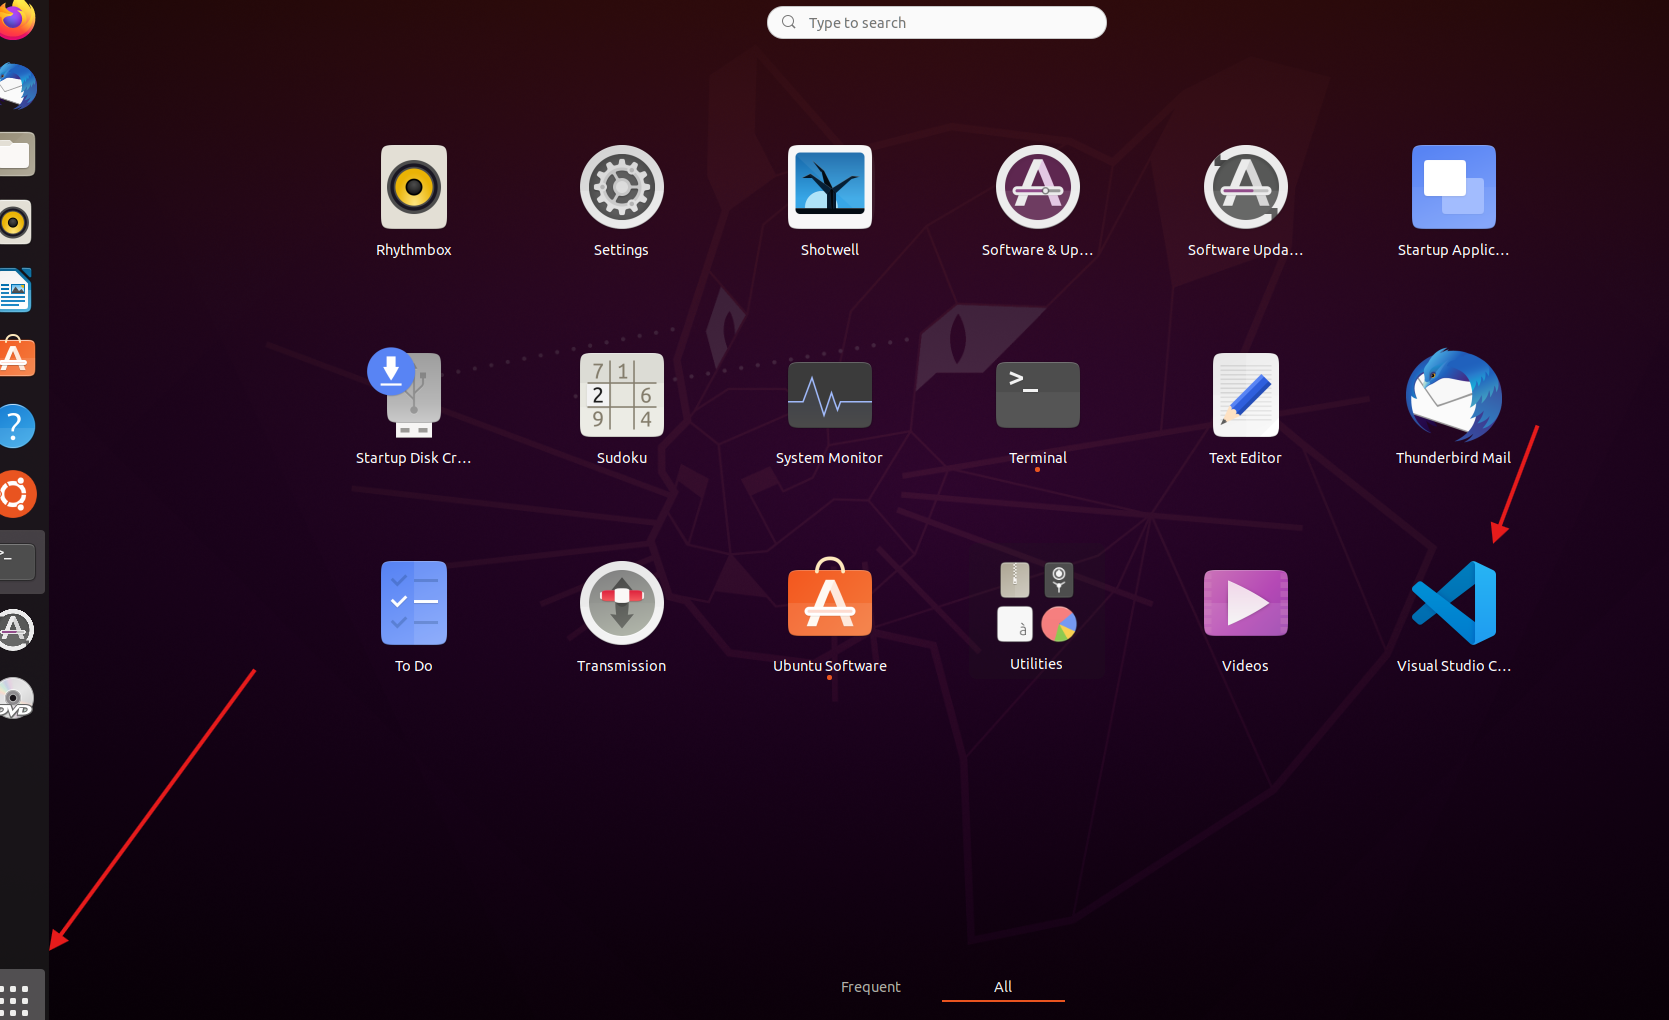 Type to search
Rhythmbox
Settings
Shotwell
Software & Up...
Software Upda...
Startup Applic...
7 1
2 6
9 4
>_
Startup Disk Cr...
Sudoku
System Monitor
Terminal
Text Editor
Thunderbird Mail
?
>_
DVD
à
To Do
Transmission
Ubuntu Software
Utilities
Videos
Visual Studio C...
Frequent
All